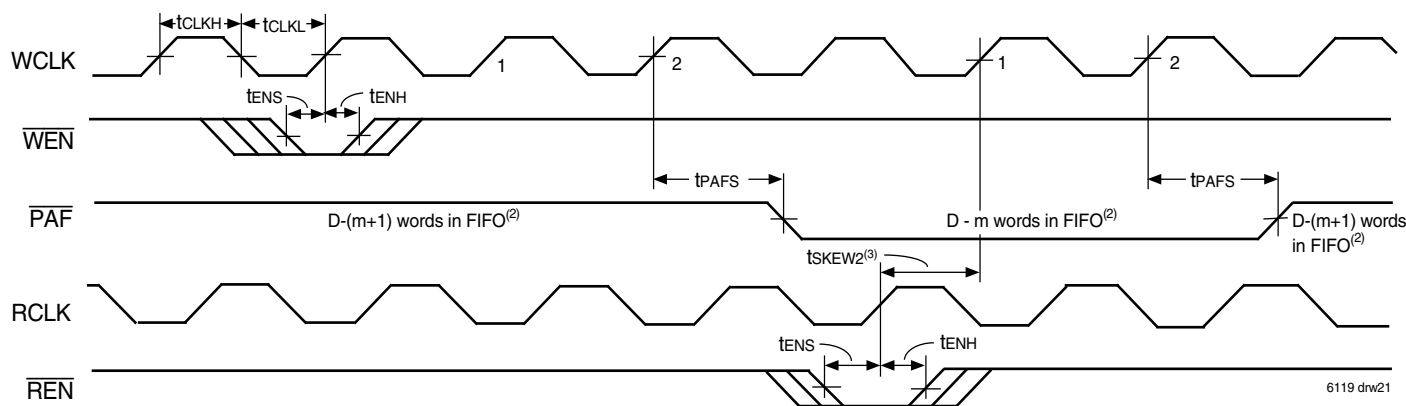 tCLKH tCLKL
WCLK 1 2 1 2
tENS tENH
WEN
tPAFS tPAFS
PAF D-(m+1) words in FIFO(2) D - m words in FIFO(2) D-(m+1) words
in FIFO(2)
tSKEW2(3)
RCLK
tENS tENH
REN
6119 drw21